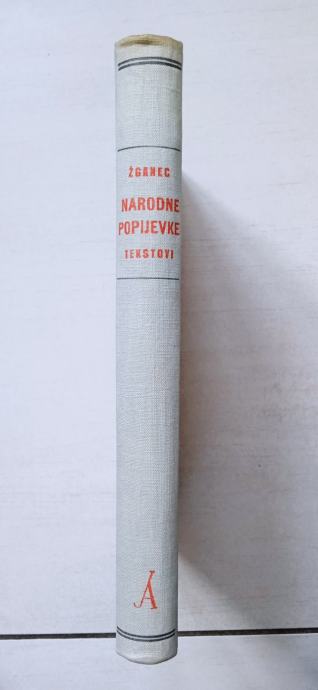 ŽGANEC
NARODNE
POPIJEVKE
TEKSTOVI
Á